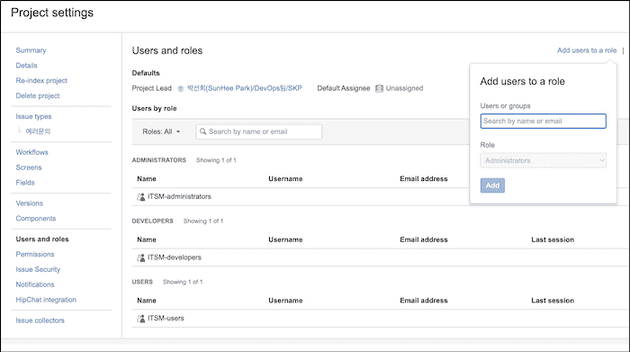 Project settings
Summary
Details
Re-index project
Delete project
Issue types
에러문의
Workflows
Screens
Fields
Versions
Components
Users and roles
Permissions
Issue Security
Notifications
HipChat integration
Issue collectors
Users and roles
Add users to a role
Defaults
Project Lead 박선희(SunHee Park)/DevOps팀/SKP Default Assignee Unassigned
Users by role
Roles: All Search by name or email
ADMINISTRATORS Showing 1 of 1
Name Username Email address
ITSM-administrators
DEVELOPERS Showing 1 of 1
Name Username Email address Last session
ITSM-developers
USERS Showing 1 of 1
Name Username Email address Last session
ITSM-users
Add users to a role
Users or groups
Search by name or email
Role
Administrators
Add